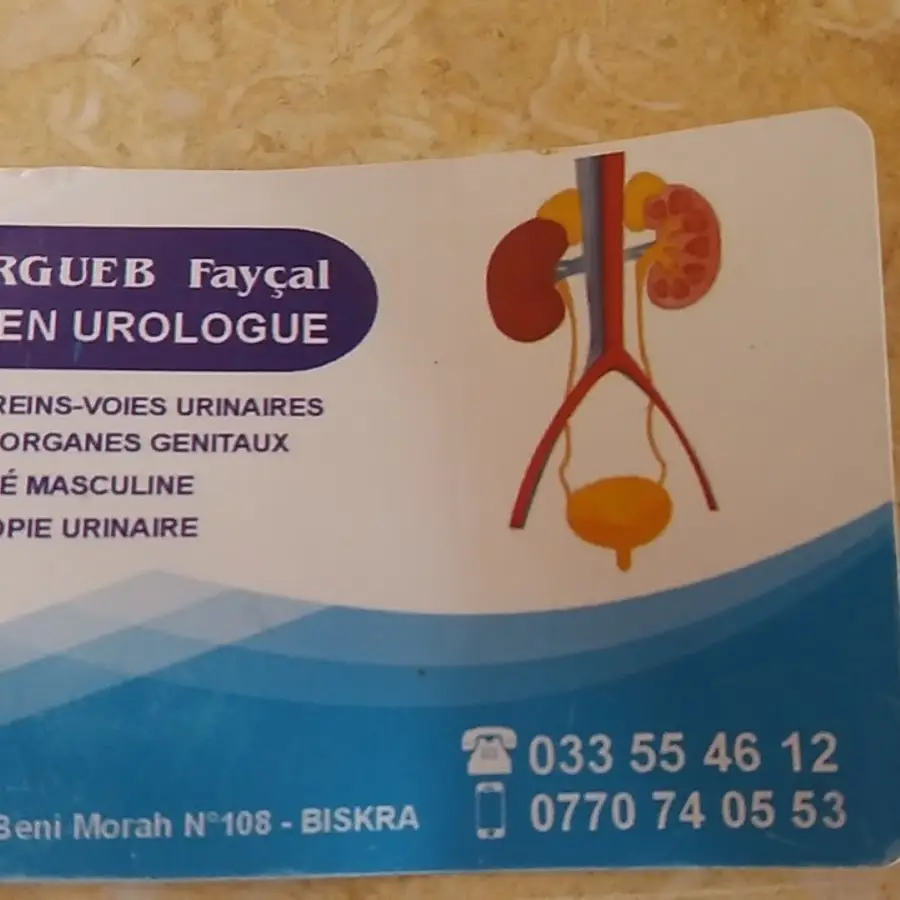 RGUEB Fayçal
EN UROLOGUE
REINS-VOIES URINAIRES
ORGANES GENITAUX
É MASCULINE
OPIE URINAIRE
033 55 46 12
0770 74 05 53
Beni Morah N°108 - BISKRA